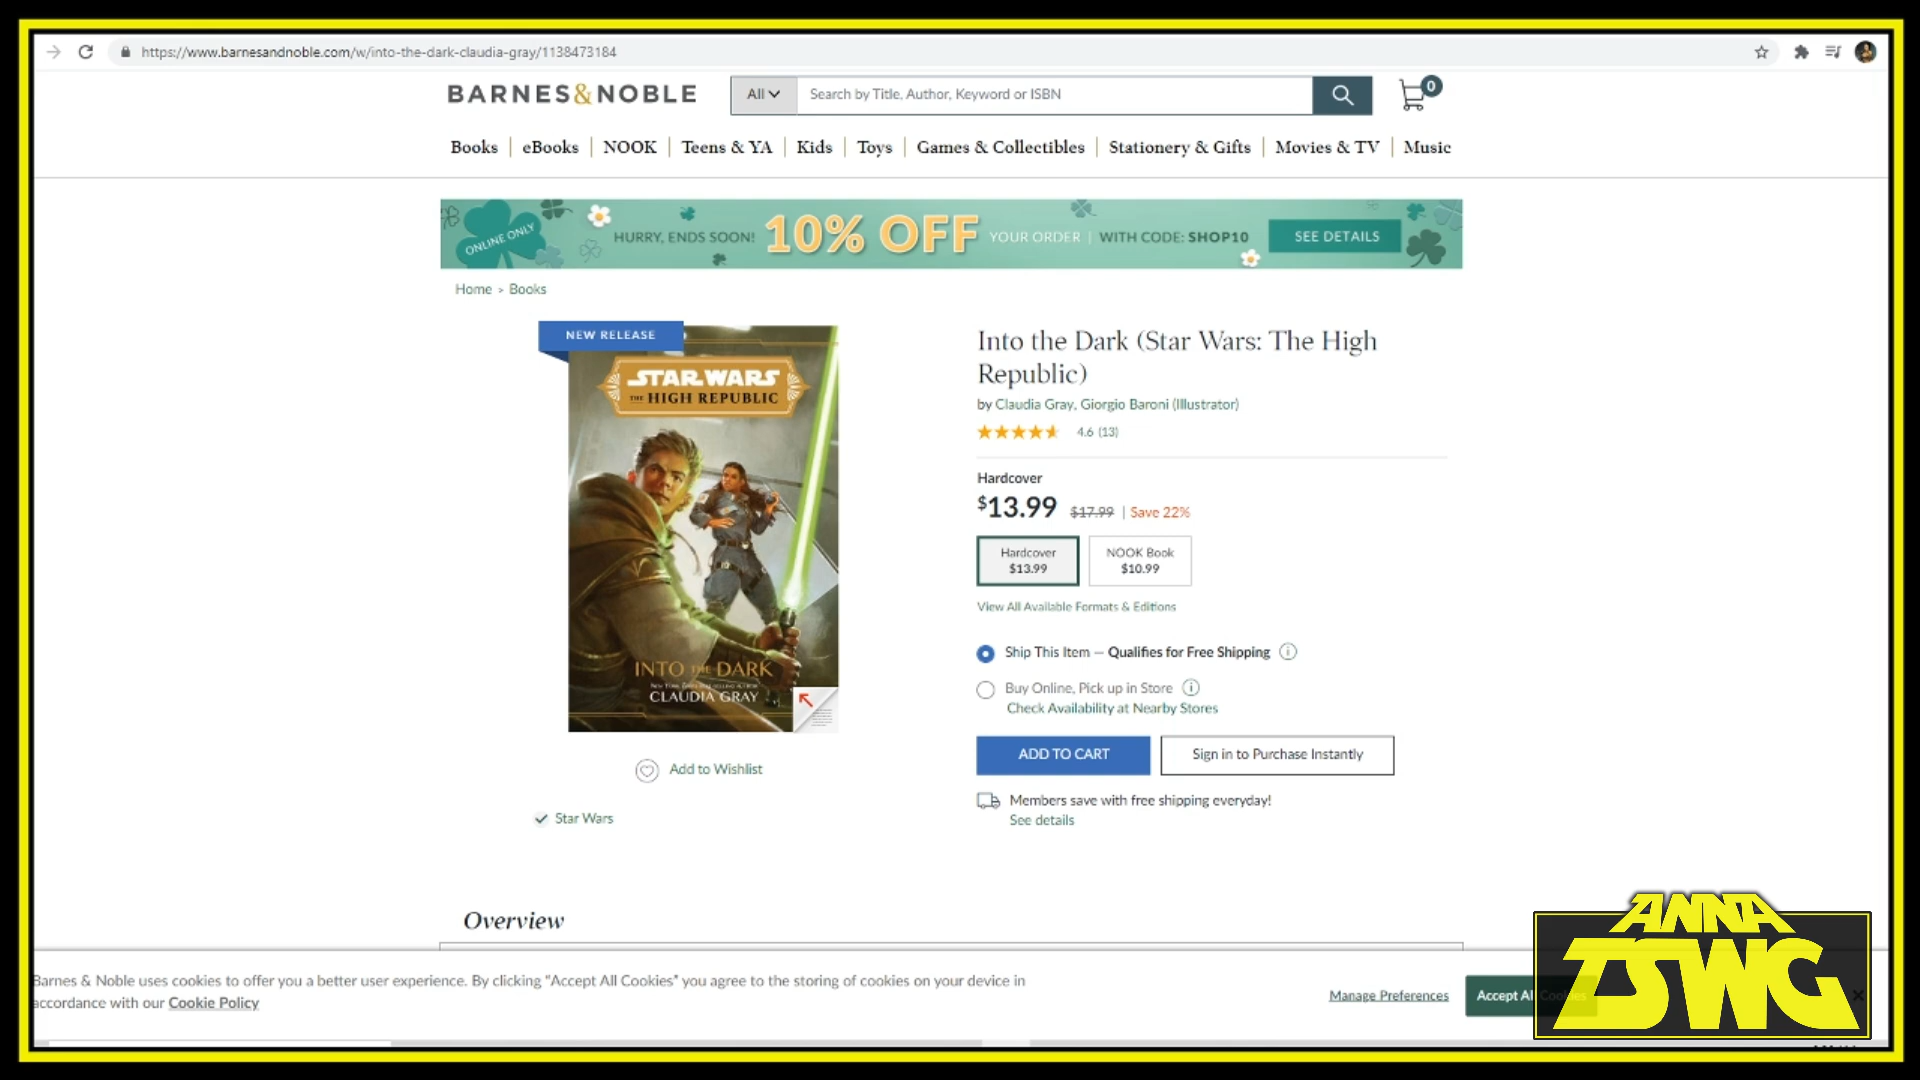 https://www.barnesandnoble.com/w/into-the-dark-claudia-gray/1138473184
BARNES&NOBLE
All
Search by Title, Author, Keyword or ISBN
0
Books | eBooks | NOOK | Teens & YA | Kids | Toys | Games & Collectibles | Stationery & Gifts | Movies & TV | Music
ONLINE ONLY
HURRY, ENDS SOON! 10% OFF YOUR ORDER | WITH CODE: SHOP10
SEE DETAILS
Home > Books
NEW RELEASE
STAR WARS
THE HIGH REPUBLIC
INTO THE DARK
CLAUDIA GRAY
Add to Wishlist
Star Wars
Into the Dark (Star Wars: The High
Republic)
by Claudia Gray, Giorgio Baroni (Illustrator)
4.6 (13)
Hardcover
$13.99 $17.99 | Save 22%
Hardcover
$13.99
NOOK Book
$10.99
View All Available Formats & Editions
Ship This Item — Qualifies for Free Shipping
Buy Online, Pick up in Store
Check Availability at Nearby Stores
ADD TO CART
Sign in to Purchase Instantly
Members save with free shipping everyday!
See details
Overview
Barnes & Noble uses cookies to offer you a better user experience. By clicking "Accept All Cookies" you agree to the storing of cookies on your device in
accordance with our Cookie Policy
Manage Preferences
Accept All Cookies
ANNA
TSWG